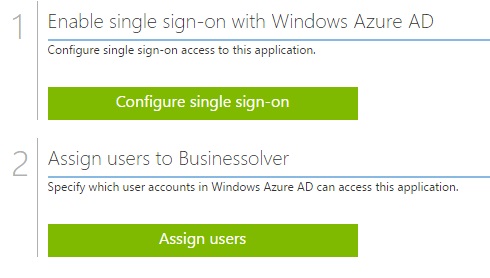 1
Enable single sign-on with Windows Azure AD
Configure single sign-on access to this application.
Configure single sign-on
2
Assign users to Businessolver
Specify which user accounts in Windows Azure AD can access this application.
Assign users